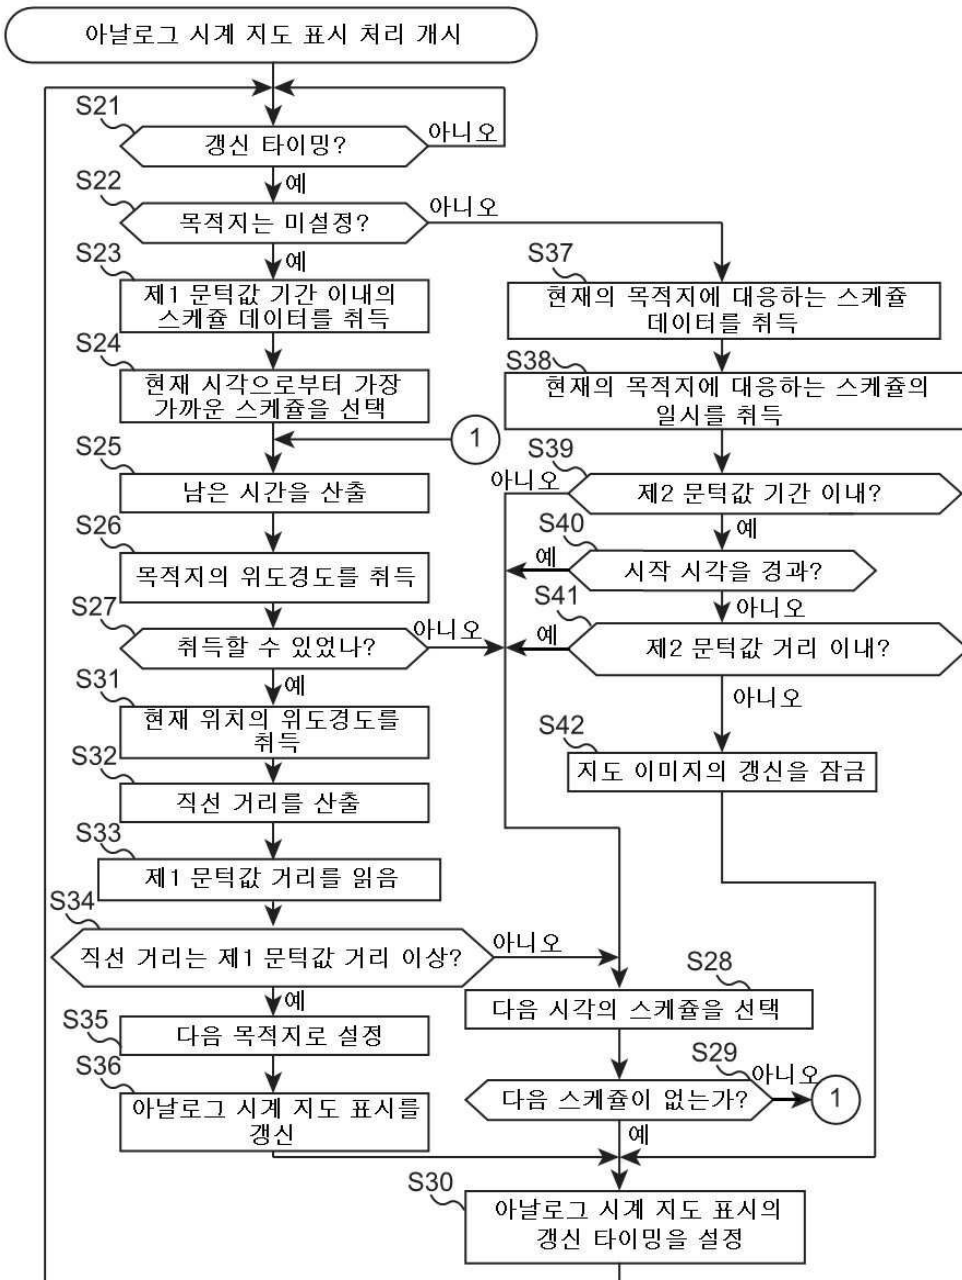 아날로그 시계 지도 표시 처리 개시
S21
갱신 타이밍?
아니오
예
S22
목적지는 미설정?
아니오
예
S23
제1 문턱값 기간 이내의
스케쥴 데이터를 취득
S24
현재 시각으로부터 가장
가까운 스케쥴을 선택
1
S25
남은 시간을 산출
S26
목적지의 위도경도를 취득
S27
취득할 수 있었나?
아니오
예
S31
현재 위치의 위도경도를
취득
S32
직선 거리를 산출
S33
제1 문턱값 거리를 읽음
S34
직선 거리는 제1 문턱값 거리 이상?
아니오
예
S35
다음 목적지로 설정
S36
아날로그 시계 지도 표시를
갱신
S37
현재의 목적지에 대응하는 스케쥴
데이터를 취득
S38
현재의 목적지에 대응하는 스케쥴의
일시를 취득
S39
아니오
제2 문턱값 기간 이내?
예
S40
예
시작 시각을 경과?
아니오
S41
예
제2 문턱값 거리 이내?
아니오
S42
지도 이미지의 갱신을 잠금
S28
다음 시각의 스케쥴을 선택
S29
다음 스케쥴이 없는가?
아니오
1
예
S30
아날로그 시계 지도 표시의
갱신 타이밍을 설정